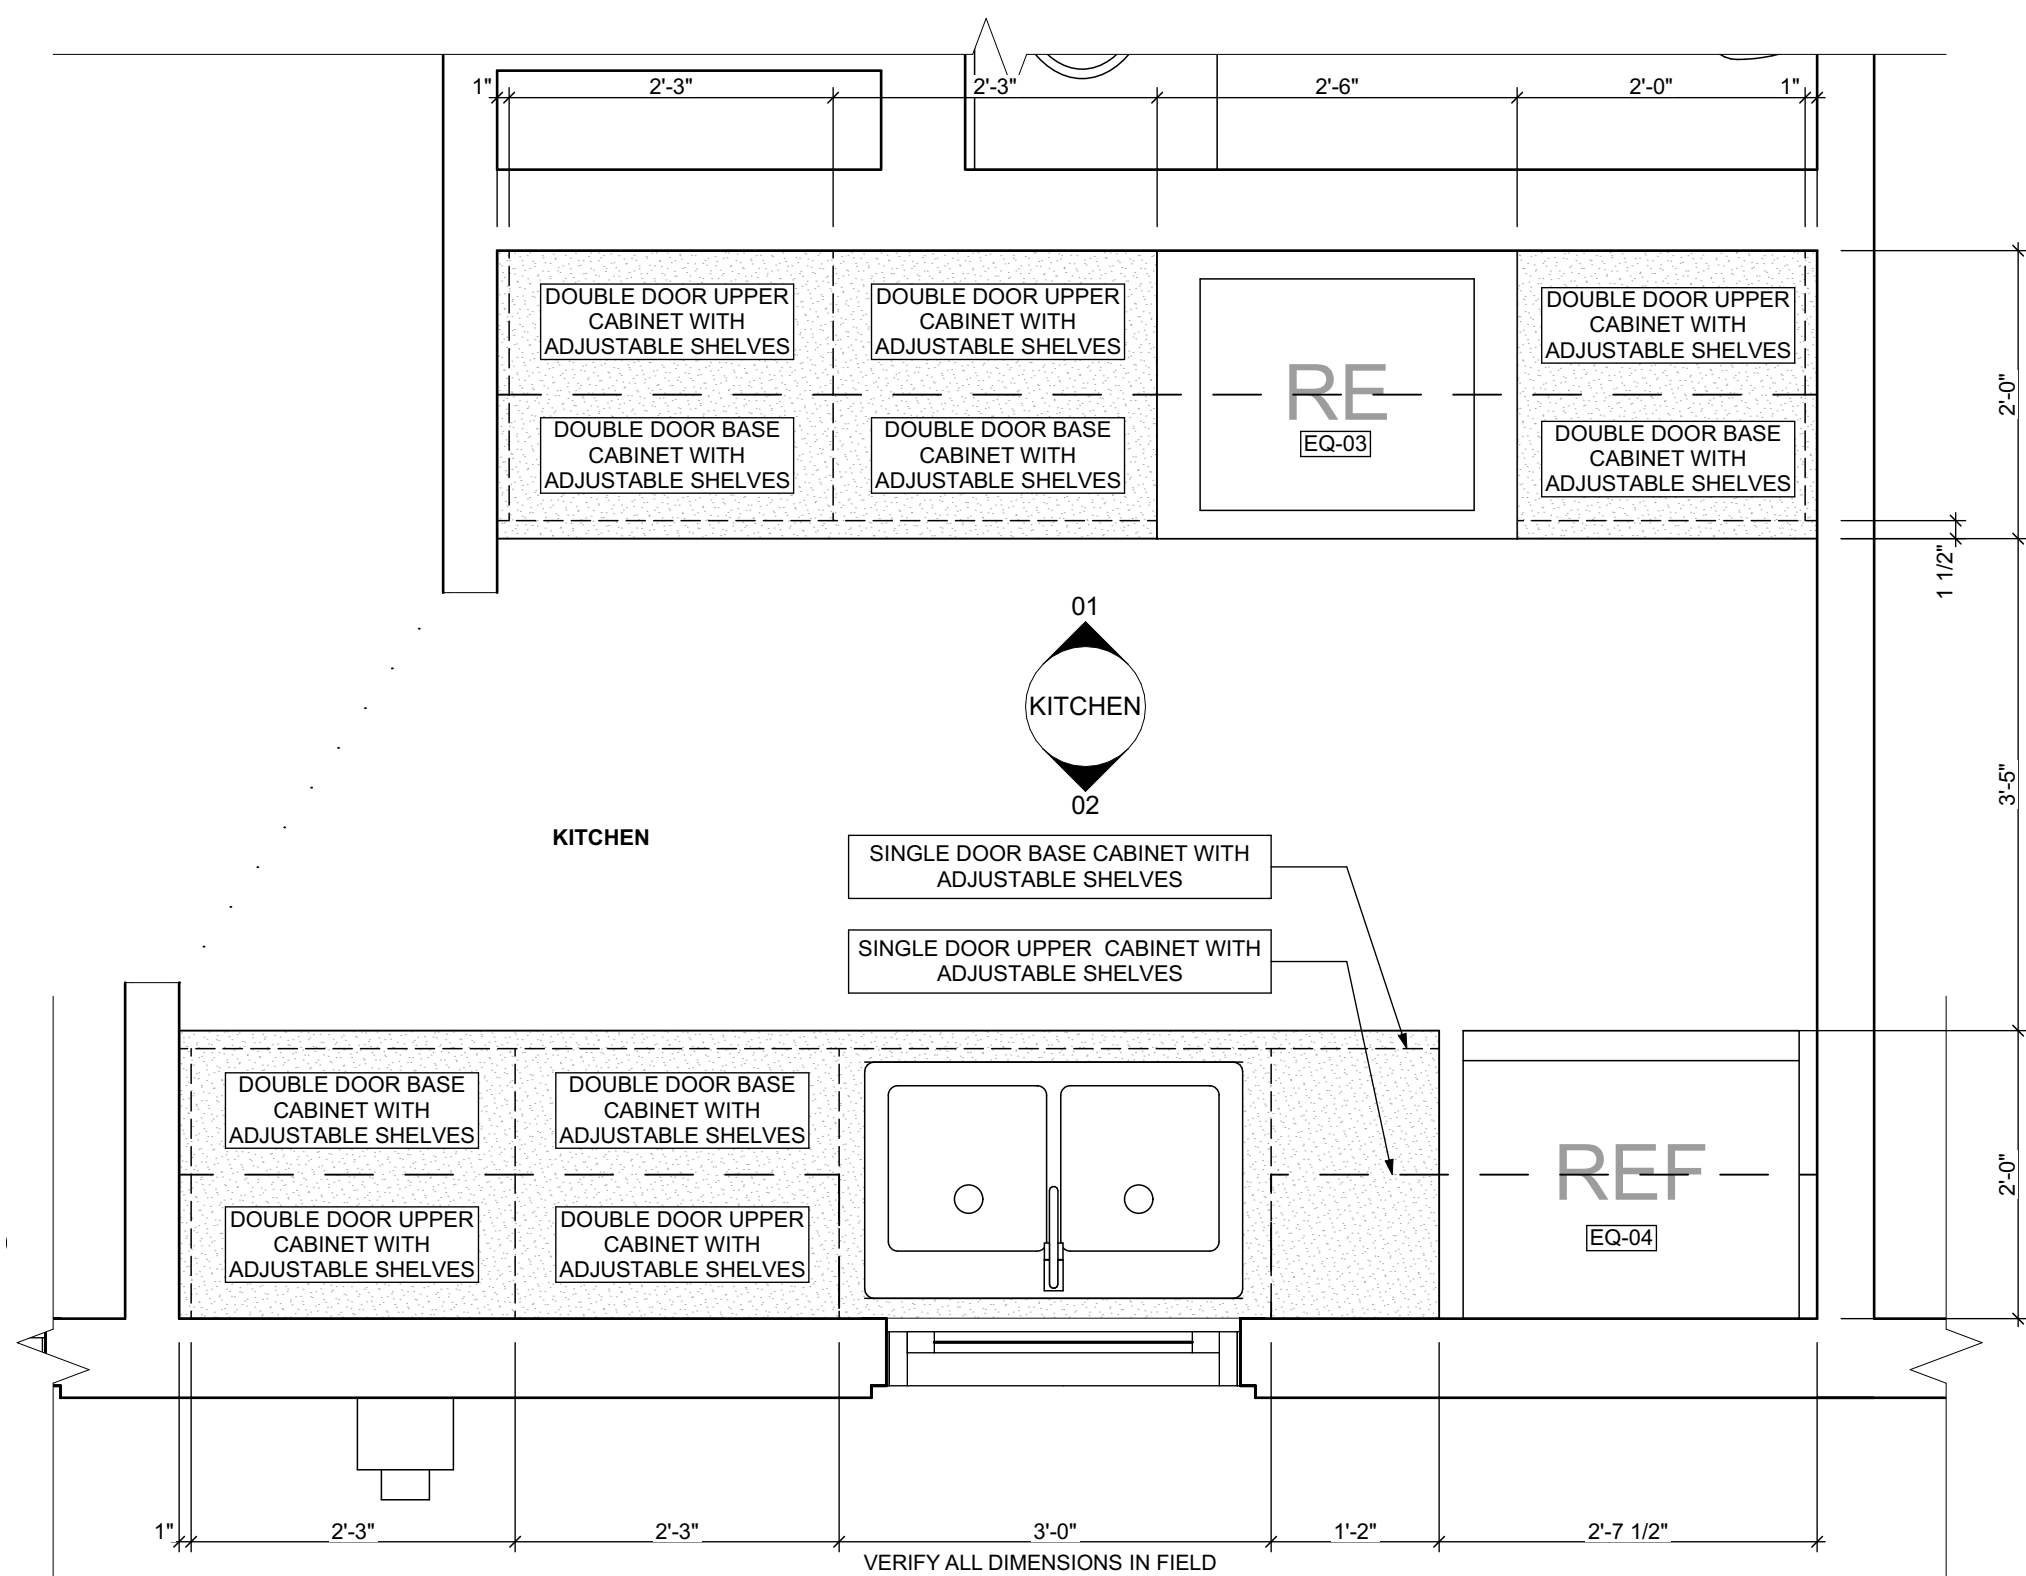 1"
2'-3"
2'-3"
2'-6"
2'-0"
1"
DOUBLE DOOR UPPER
CABINET WITH
ADJUSTABLE SHELVES
DOUBLE DOOR UPPER
CABINET WITH
ADJUSTABLE SHELVES
DOUBLE DOOR UPPER
CABINET WITH
ADJUSTABLE SHELVES
RE
EQ-03
DOUBLE DOOR BASE
CABINET WITH
ADJUSTABLE SHELVES
DOUBLE DOOR BASE
CABINET WITH
ADJUSTABLE SHELVES
DOUBLE DOOR BASE
CABINET WITH
ADJUSTABLE SHELVES
2'-0"
1 1/2"
01
KITCHEN
02
3'-5"
KITCHEN
SINGLE DOOR BASE CABINET WITH
ADJUSTABLE SHELVES
SINGLE DOOR UPPER  CABINET WITH
ADJUSTABLE SHELVES
DOUBLE DOOR BASE
CABINET WITH
ADJUSTABLE SHELVES
DOUBLE DOOR BASE
CABINET WITH
ADJUSTABLE SHELVES
REF
EQ-04
2'-0"
DOUBLE DOOR UPPER
CABINET WITH
ADJUSTABLE SHELVES
DOUBLE DOOR UPPER
CABINET WITH
ADJUSTABLE SHELVES
1"
2'-3"
2'-3"
3'-0"
1'-2"
2'-7 1/2"
VERIFY ALL DIMENSIONS IN FIELD